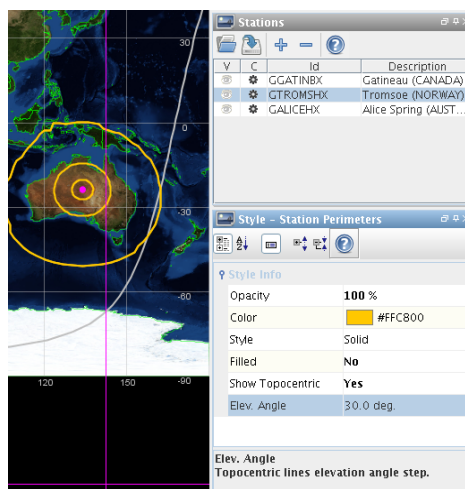 30
0
-30
-60
120 150 -90
Stations
V C Id Description
GGATINBX Gatineau (CANADA)
GTROMSHX Tromsoe (NORWAY)
GALICEHX Alice Spring (AUST...
Style - Station Perimeters
Style Info
Opacity 100 %
Color #FFC800
Style Solid
Filled No
Show Topocentric Yes
Elev. Angle 30.0 deg.
Elev. Angle
Topocentric lines elevation angle step.